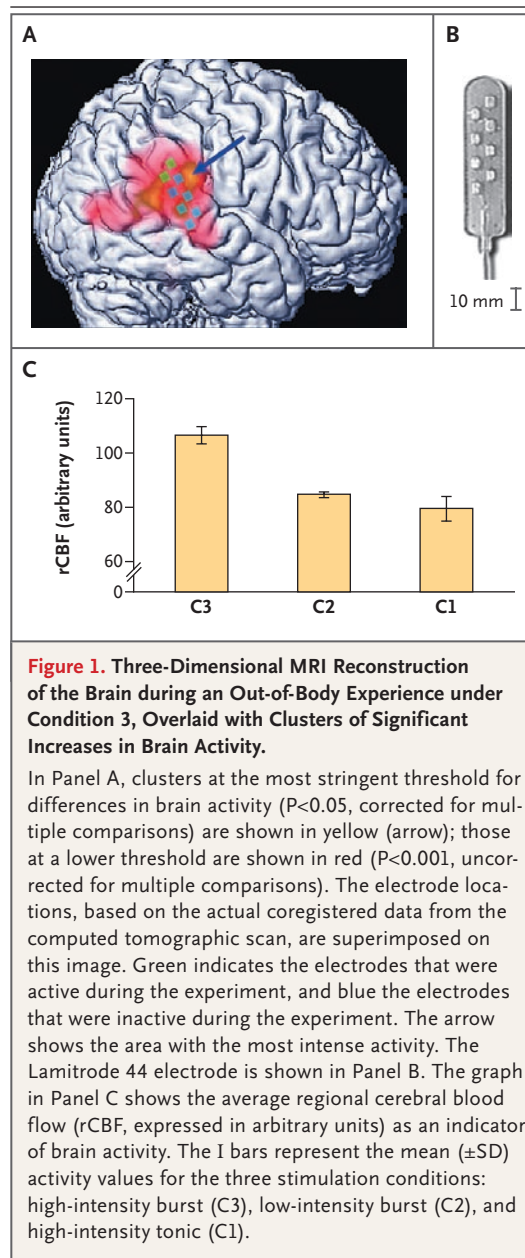 A
B
10 mm
C
rCBF (arbitrary units)
120
100
80
60
0
C3 C2 C1
Figure 1. Three-Dimensional MRI Reconstruction
of the Brain during an Out-of-Body Experience under
Condition 3, Overlaid with Clusters of Significant
Increases in Brain Activity.
In Panel A, clusters at the most stringent threshold for
differences in brain activity (P<0.05, corrected for mul-
tiple comparisons) are shown in yellow (arrow); those
at a lower threshold are shown in red (P<0.001, uncor-
rected for multiple comparisons). The electrode loca-
tions, based on the actual coregistered data from the
computed tomographic scan, are superimposed on
this image. Green indicates the electrodes that were
active during the experiment, and blue the electrodes
that were inactive during the experiment. The arrow
shows the area with the most intense activity. The
Lamitrode 44 electrode is shown in Panel B. The graph
in Panel C shows the average regional cerebral blood
flow (rCBF, expressed in arbitrary units) as an indicator
of brain activity. The I bars represent the mean (±SD)
activity values for the three stimulation conditions:
high-intensity burst (C3), low-intensity burst (C2), and
high-intensity tonic (C1).